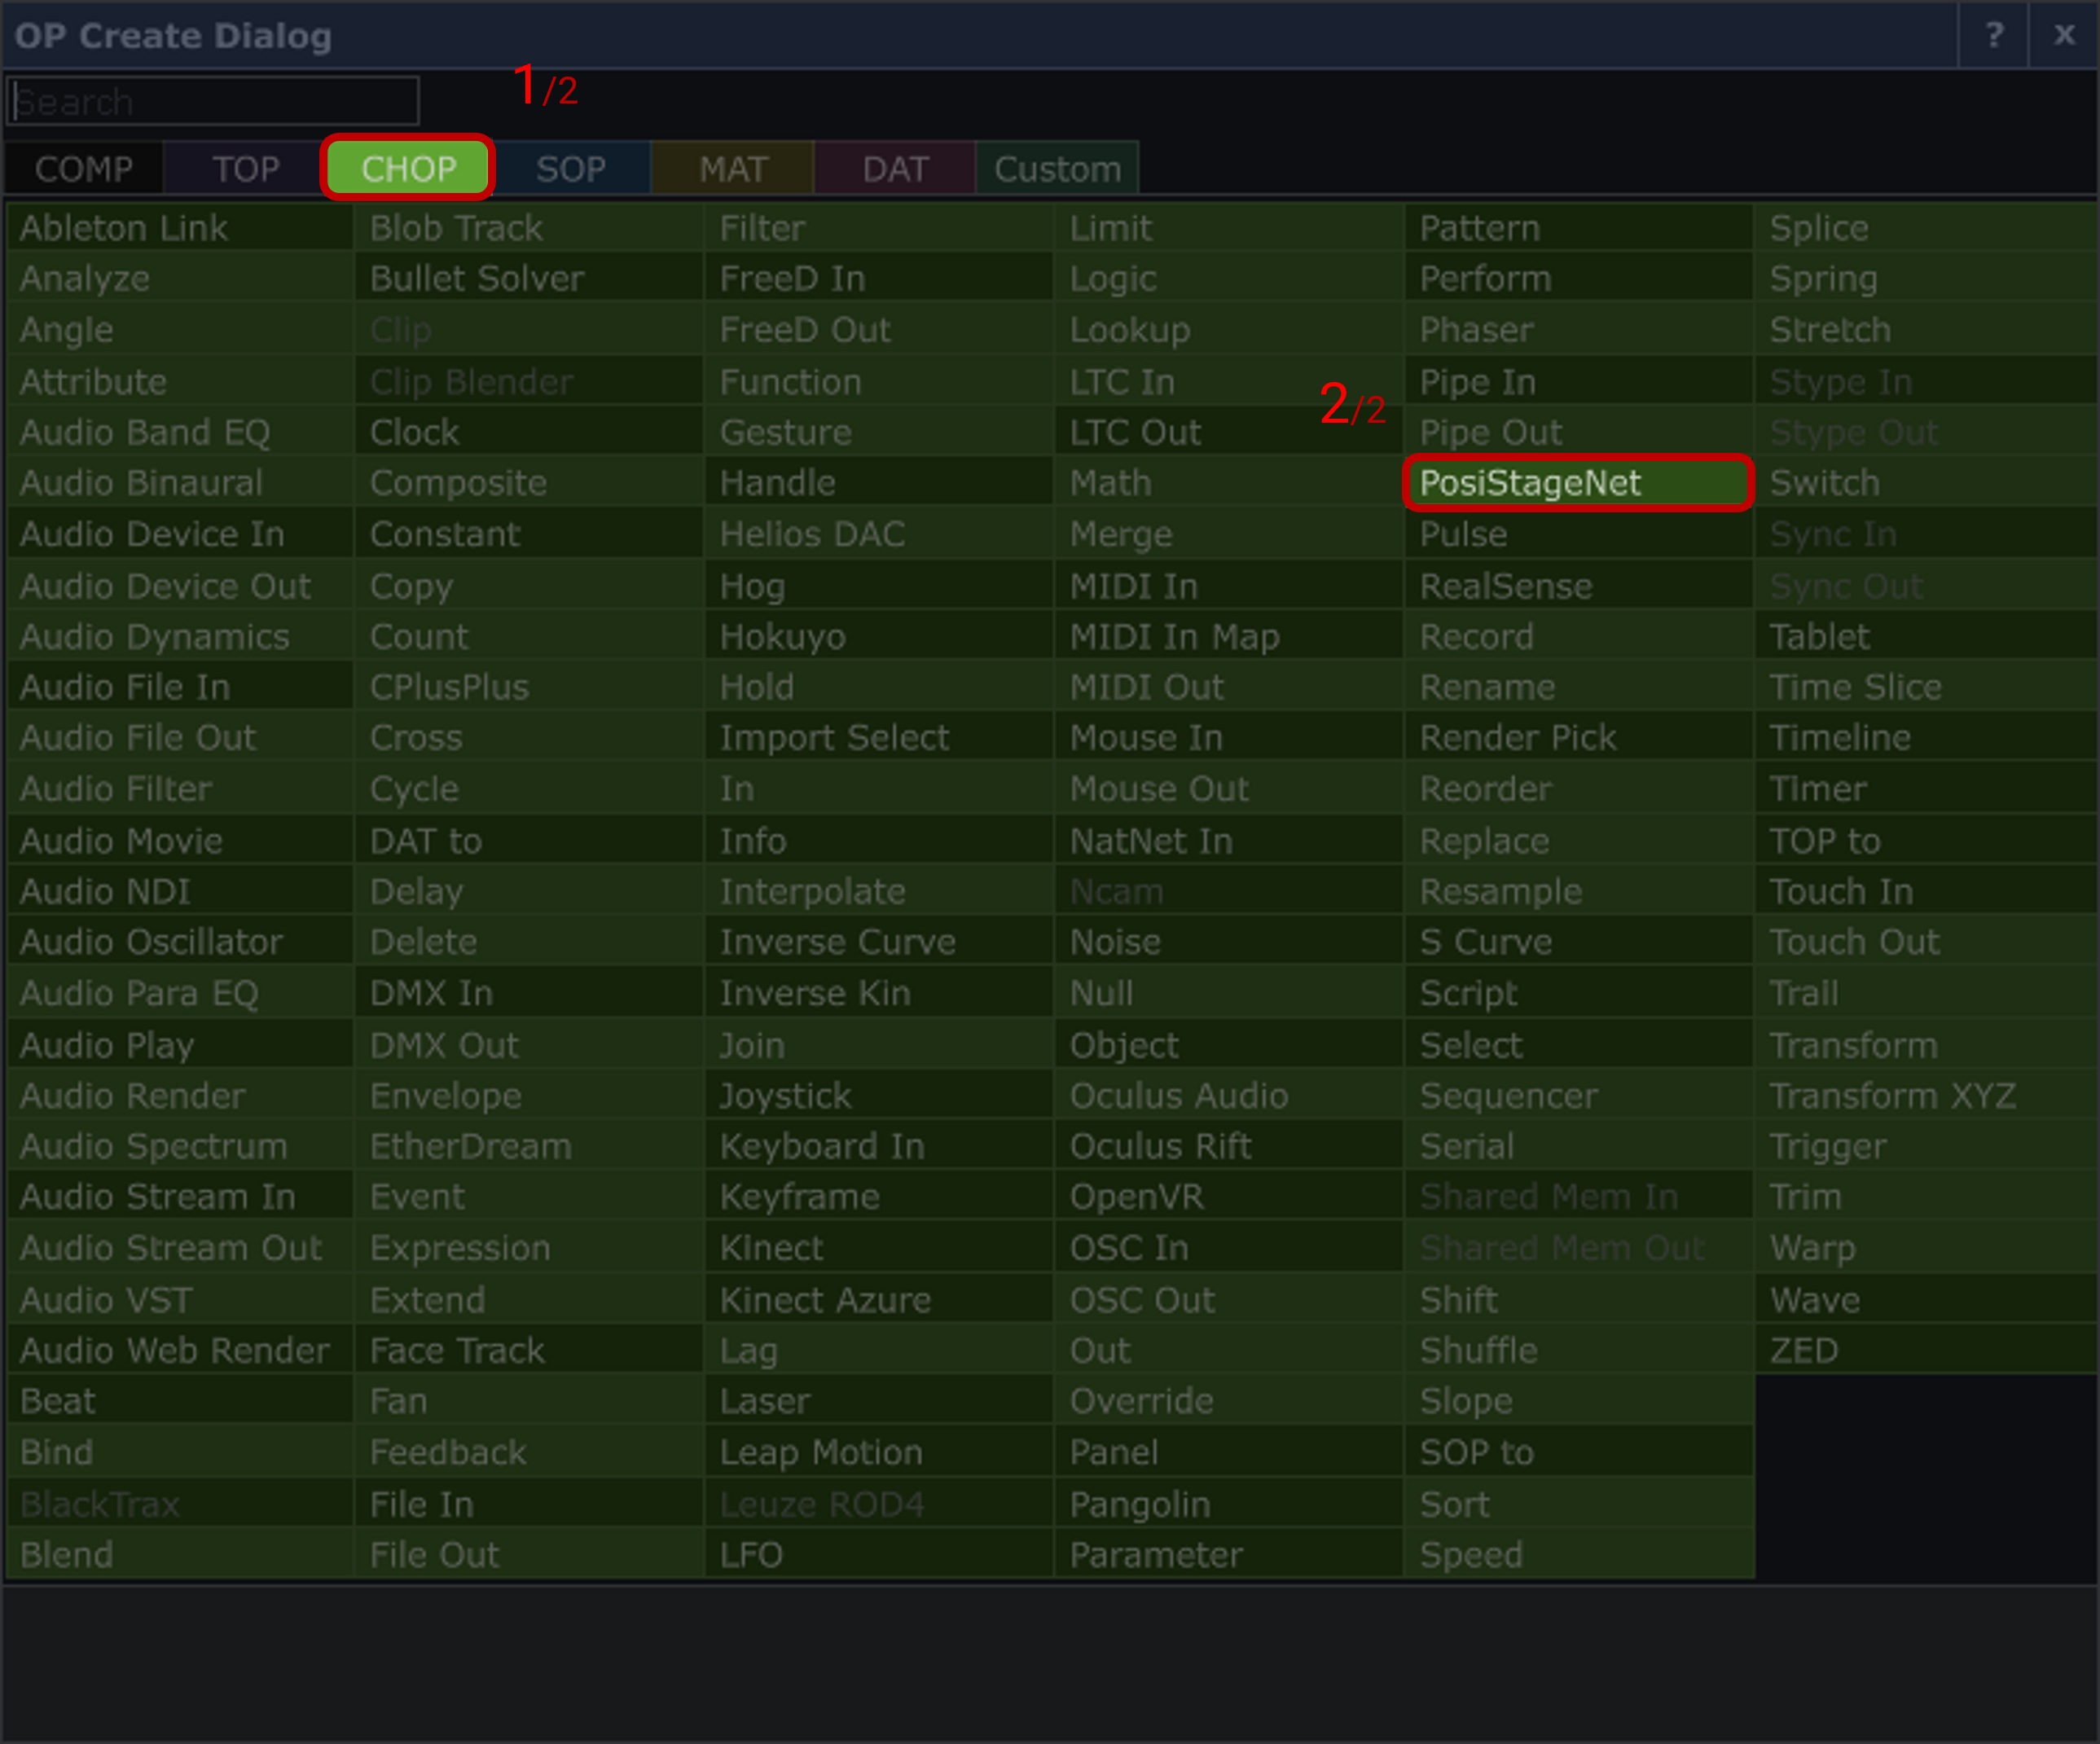 OP Create Dialog ? x
Search
1/2
COMP TOP CHOP SOP MAT DAT Custom
Ableton Link Blob Track Filter Limit Pattern Splice
Analyze Bullet Solver FreeD In Logic Perform Spring
Angle Clip FreeD Out Lookup Phaser Stretch
Attribute Clip Blender Function LTC In Pipe In Stype In
2/2
Audio Band EQ Clock Gesture LTC Out Pipe Out Stype Out
Audio Binaural Composite Handle Math PosiStageNet Switch
Audio Device In Constant Helios DAC Merge Pulse Sync In
Audio Device Out Copy Hog MIDI In RealSense Sync Out
Audio Dynamics Count Hokuyo MIDI In Map Record Tablet
Audio File In CPlusPlus Hold MIDI Out Rename Time Slice
Audio File Out Cross Import Select Mouse In Render Pick Timeline
Audio Filter Cycle In Mouse Out Reorder Timer
Audio Movie DAT to Info NatNet In Replace TOP to
Audio NDI Delay Interpolate Ncam Resample Touch In
Audio Oscillator Delete Inverse Curve Noise S Curve Touch Out
Audio Para EQ DMX In Inverse Kin Null Script Trail
Audio Play DMX Out Join Object Select Transform
Audio Render Envelope Joystick Oculus Audio Sequencer Transform XYZ
Audio Spectrum EtherDream Keyboard In Oculus Rift Serial Trigger
Audio Stream In Event Keyframe OpenVR Shared Mem In Trim
Audio Stream Out Expression Kinect OSC In Shared Mem Out Warp
Audio VST Extend Kinect Azure OSC Out Shift Wave
Audio Web Render Face Track Lag Out Shuffle ZED
Beat Fan Laser Override Slope
Bind Feedback Leap Motion Panel SOP to
BlackTrax File In Leuze ROD4 Pangolin Sort
Blend File Out LFO Parameter Speed